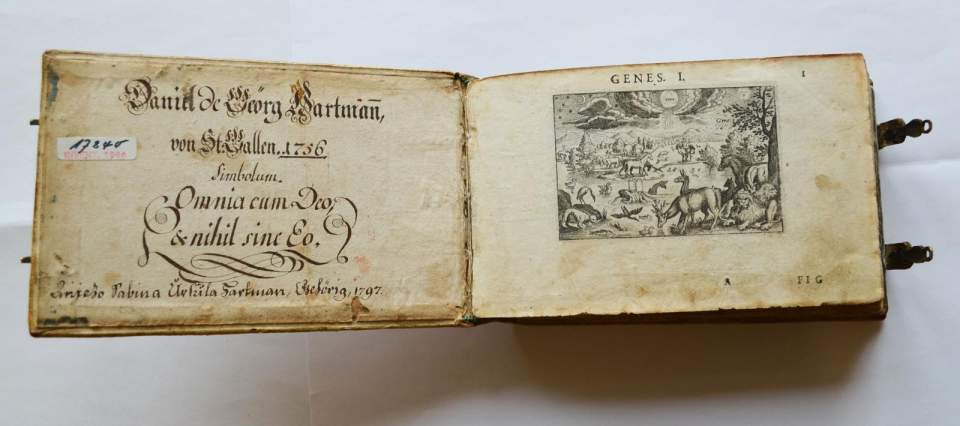 Daniel de Georg Hartman̅,
17240
von St. Gallen, 1756
Simbolum.
Omnia cum Deo,
& nihil sine Eo.
Sabina Urſula Hartman, Gehörig, 1797.
GENES. I.
1
A
FIG